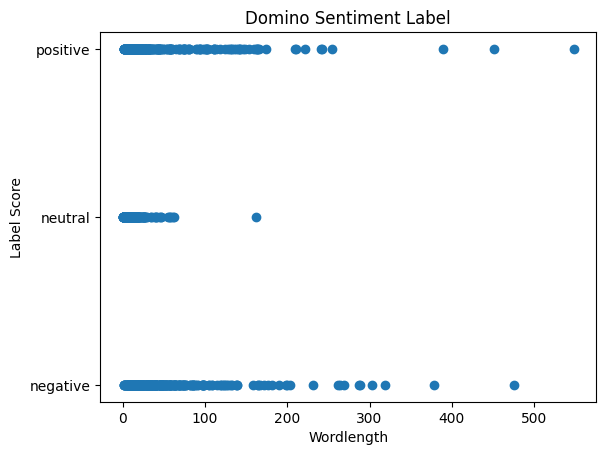 Domino Sentiment Label
positive
neutral
negative
Label Score
0 100 200 300 400 500
Wordlength